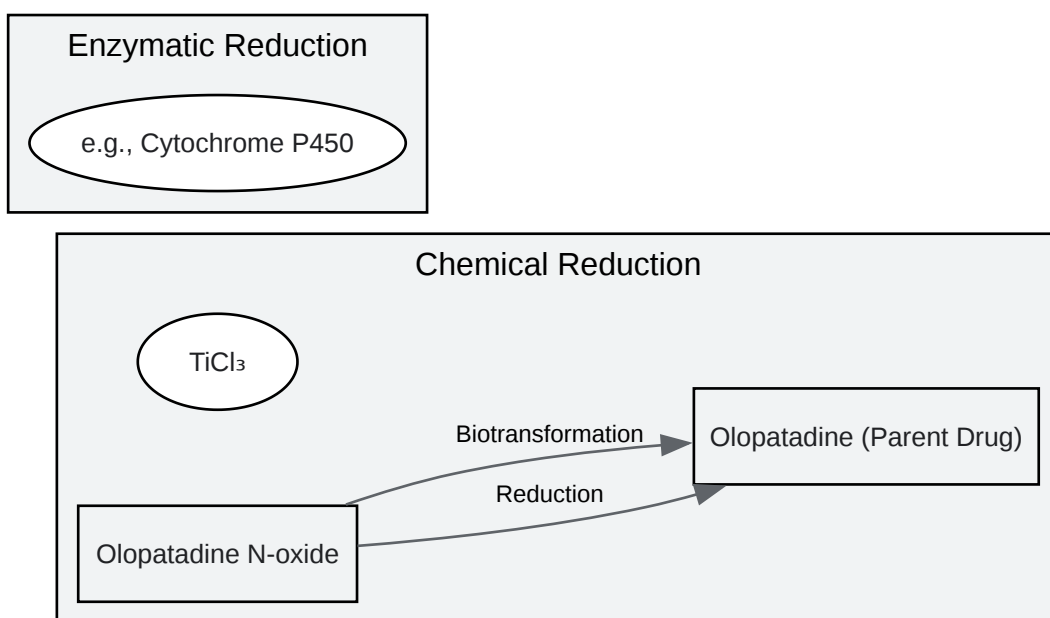 Enzymatic Reduction
e.g., Cytochrome P450
Chemical Reduction
TiCl₃
Biotransformation
Olopatadine (Parent Drug)
Reduction
Olopatadine N-oxide